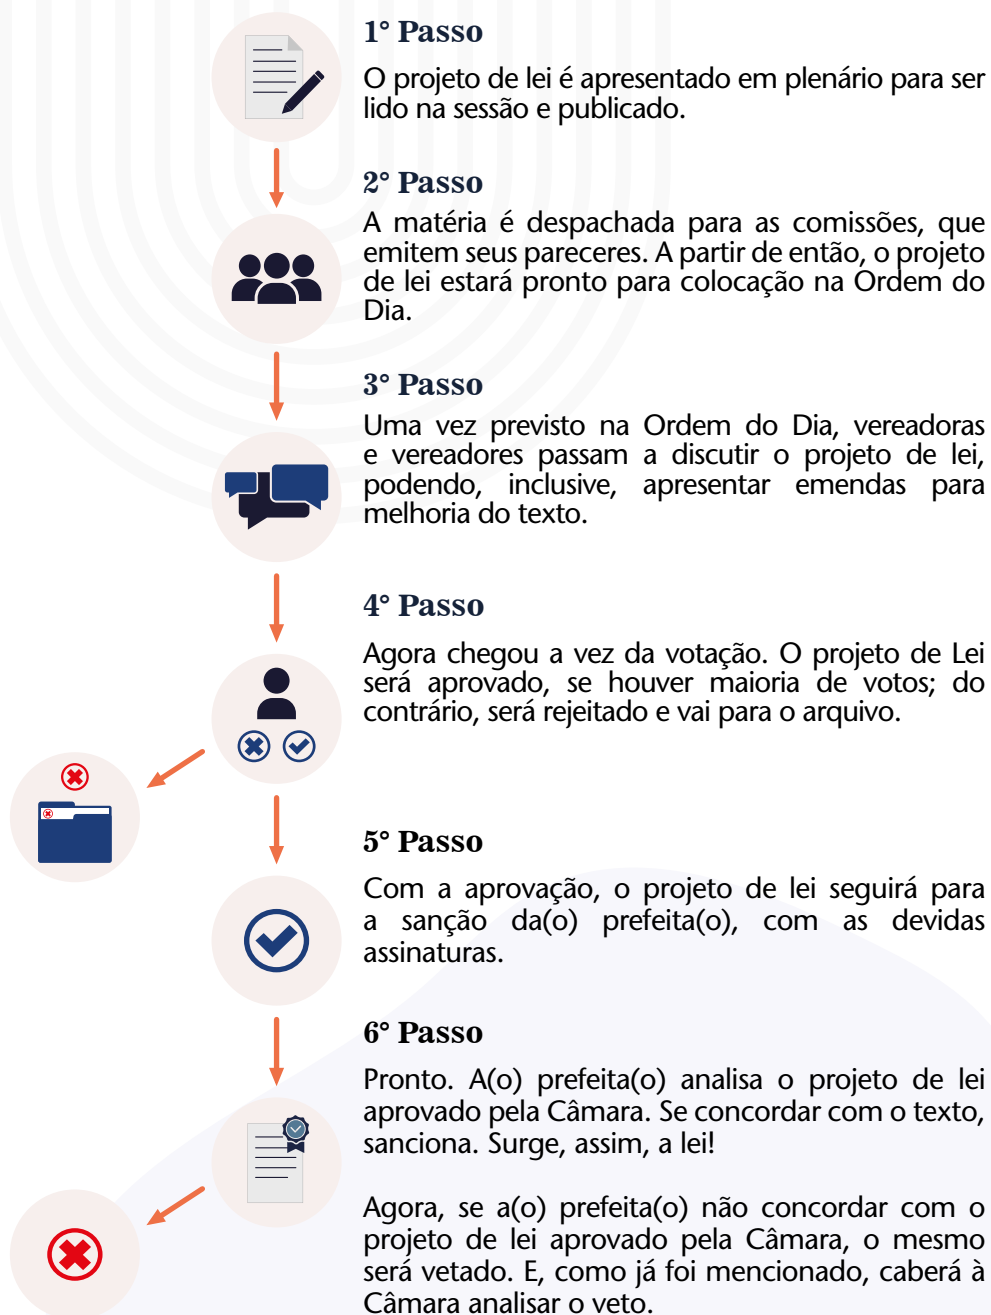 1° Passo
O projeto de lei é apresentado em plenário para ser
lido na sessão e publicado.
2° Passo
A matéria é despachada para as comissões, que
emitem seus pareceres. A partir de então, o projeto
de lei estará pronto para colocação na Ordem do
Dia.
3° Passo
Uma vez previsto na Ordem do Dia, vereadoras
e vereadores passam a discutir o projeto de lei,
podendo, inclusive, apresentar emendas para
melhoria do texto.
4° Passo
Agora chegou a vez da votação. O projeto de Lei
será aprovado, se houver maioria de votos; do
contrário, será rejeitado e vai para o arquivo.
5° Passo
Com a aprovação, o projeto de lei seguirá para
a sanção da(o) prefeita(o), com as devidas
assinaturas.
6° Passo
Pronto. A(o) prefeita(o) analisa o projeto de lei
aprovado pela Câmara. Se concordar com o texto,
sanciona. Surge, assim, a lei!
Agora, se a(o) prefeita(o) não concordar com o
projeto de lei aprovado pela Câmara, o mesmo
será vetado. E, como já foi mencionado, caberá à
Câmara analisar o veto.